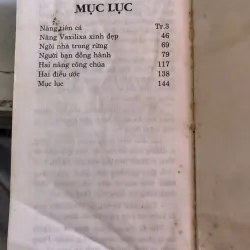 MỤC LỤC
Nàng tiên cá Tr 3
Nàng Vaxilixa xinh đẹp 46
Ngôi nhà trong rừng 69
Người bạn đồng hành 79
Hai nàng công chúa 117
Hai điều ước 138
Mục lục 144